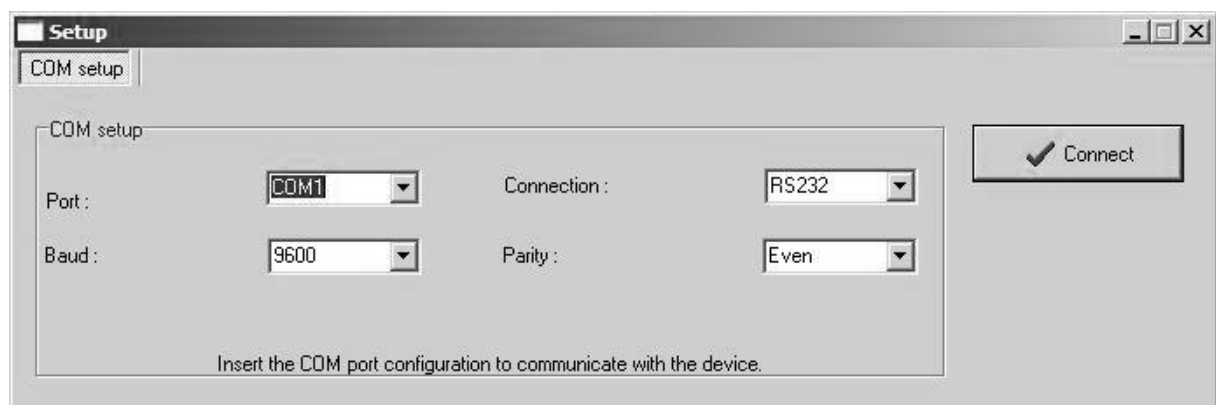 Setup
COM setup
COM setup
Port :
COM1
Connection :
RS232
Connect
Baud :
9600
Parity :
Even
Insert the COM port configuration to communicate with the device.